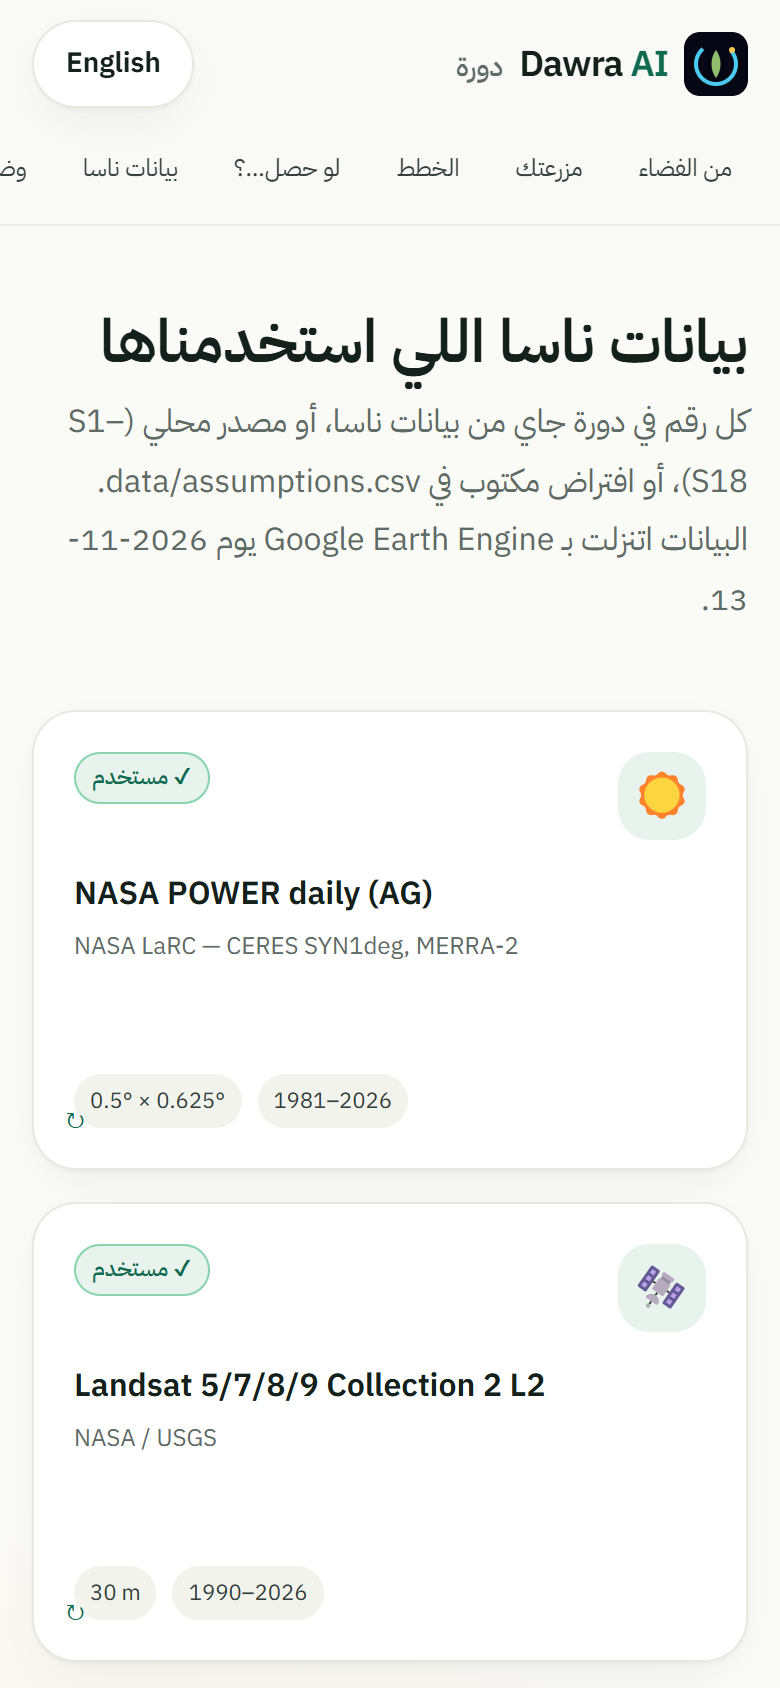 Dawra AI دورة
English
من الفضاء مزرعتك الخطط لو حصل...؟ بيانات ناسا وض
بيانات ناسا اللي استخدمناها
كل رقم في دورة جاي من بيانات ناسا، أو مصدر محلي (S1–
S18)، أو افتراض مكتوب في data/assumptions.csv.
البيانات اتنزلت بـ Google Earth Engine يوم 2026-11-
13.
✓ مستخدم
NASA POWER daily (AG)
NASA LaRC — CERES SYN1deg, MERRA-2
0.5° × 0.625° 1981–2026
↻
✓ مستخدم
Landsat 5/7/8/9 Collection 2 L2
NASA / USGS
30 m 1990–2026
↻